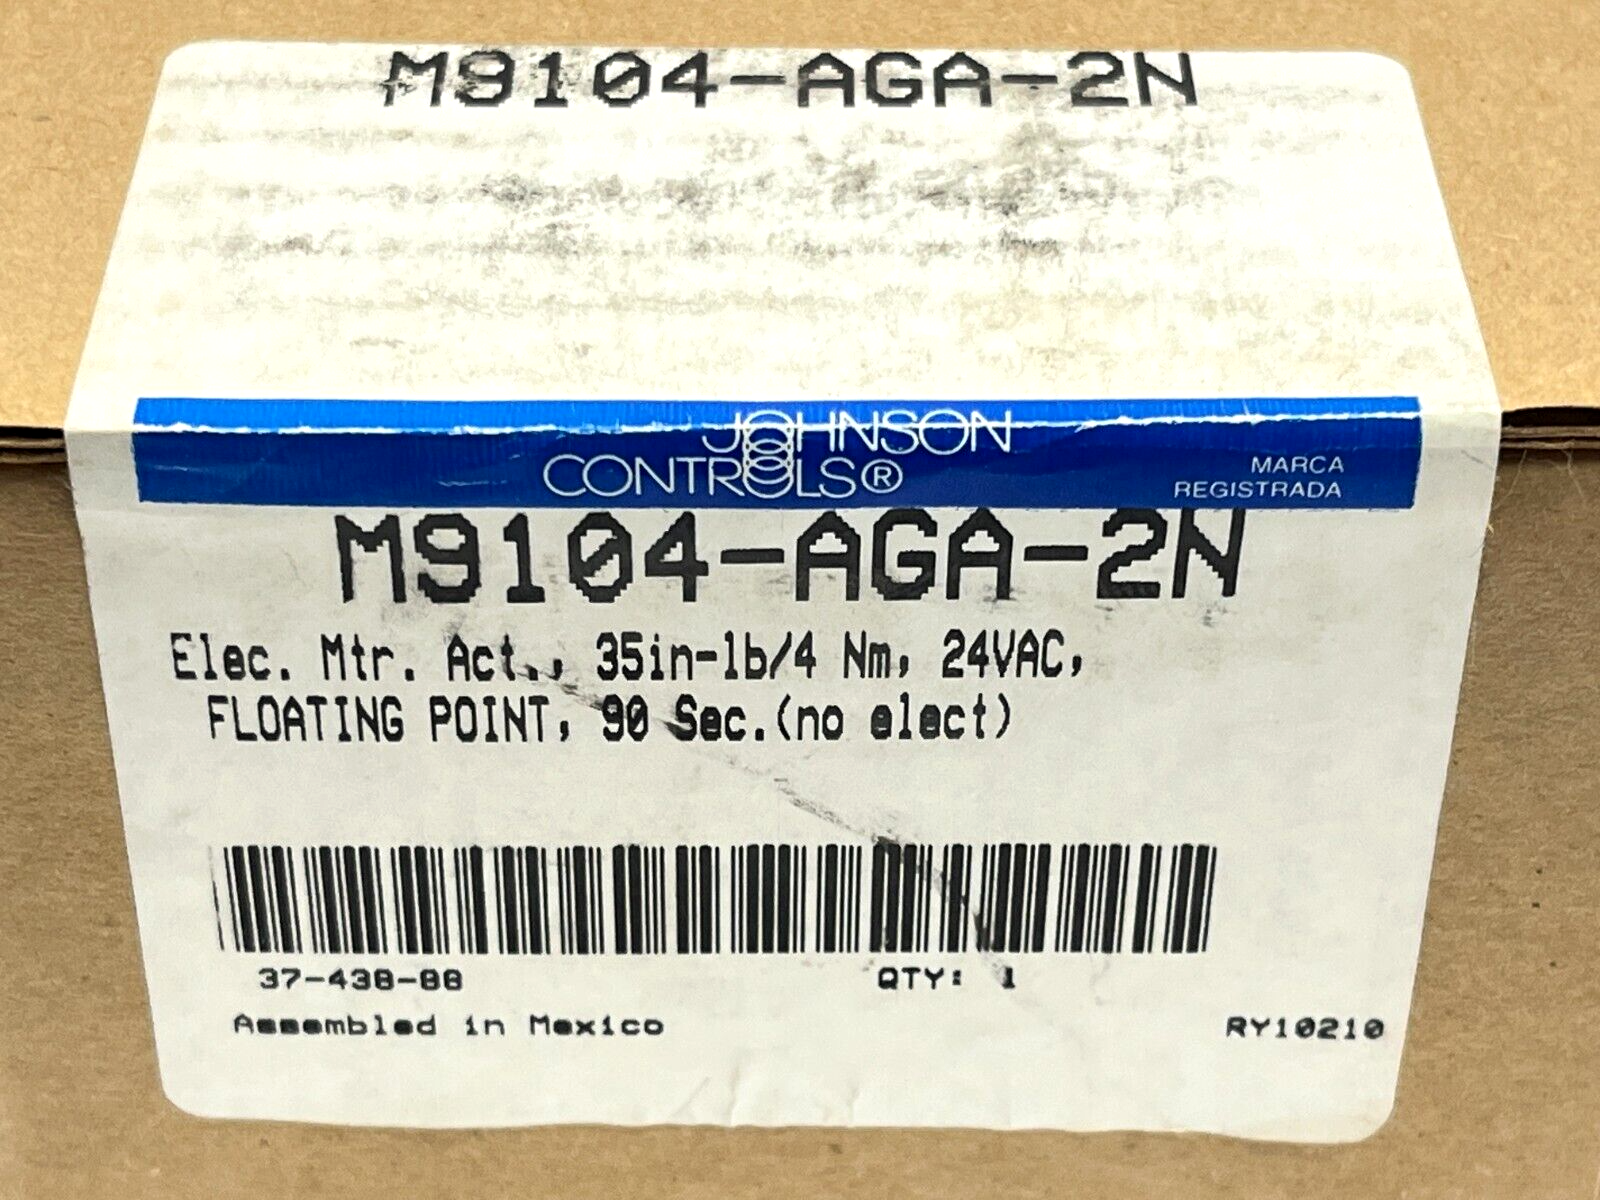 M9104-AGA-2N
JOHNSON
CONTROLS®
MARCA
REGISTRADA
M9104-AGA-2N
Elec. Mtr. Act., 35in-lb/4 Nm, 24VAC,
FLOATING POINT, 90 Sec.(no elect)
37-438-88
QTY: 1
Assembled in Mexico
RY10210